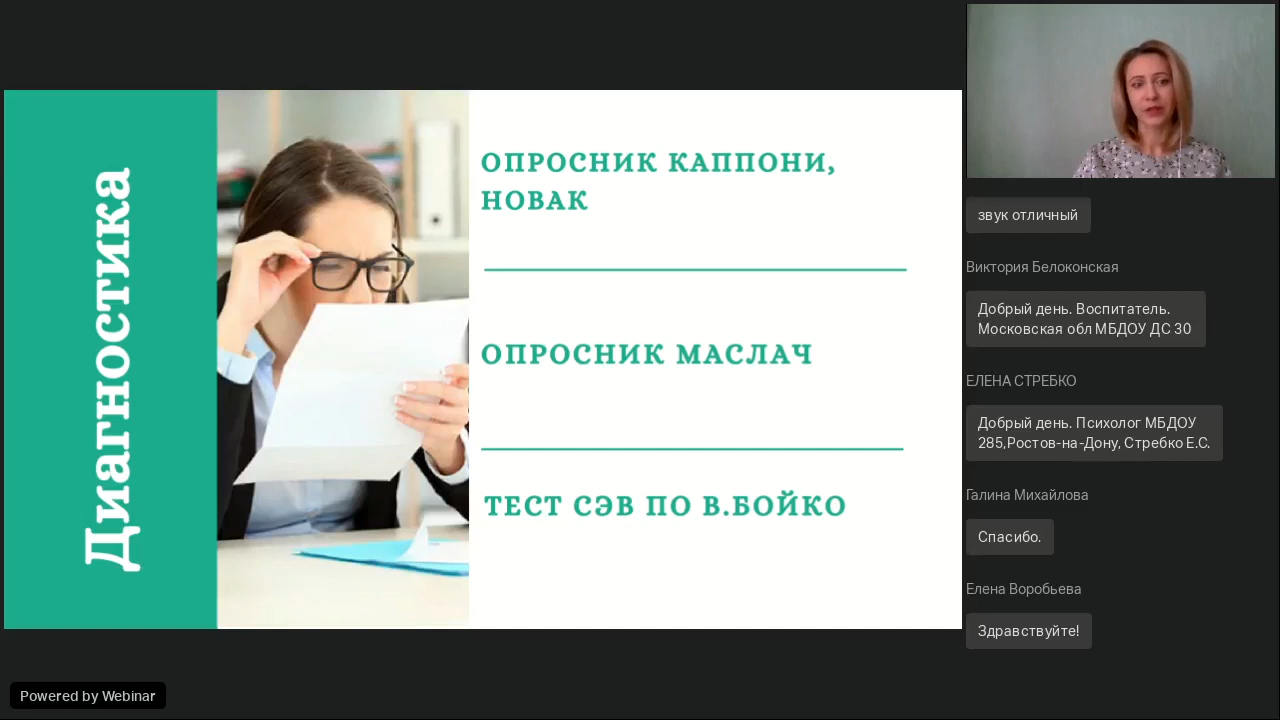 Диагностика
ОПРОСНИК КАППОНИ,
НОВАК
ОПРОСНИК МАСЛАЧ
ТЕСТ СЭВ ПО В.БОЙКО
звук отличный
Виктория Белоконская
Добрый день. Воспитатель.
Московская обл МБДОУ ДС 30
ЕЛЕНА СТРЕБКО
Добрый день. Психолог МБДОУ
285,Ростов-на-Дону, Стребко Е.С.
Галина Михайлова
Спасибо.
Елена Воробьева
Здравствуйте!
Powered by Webinar